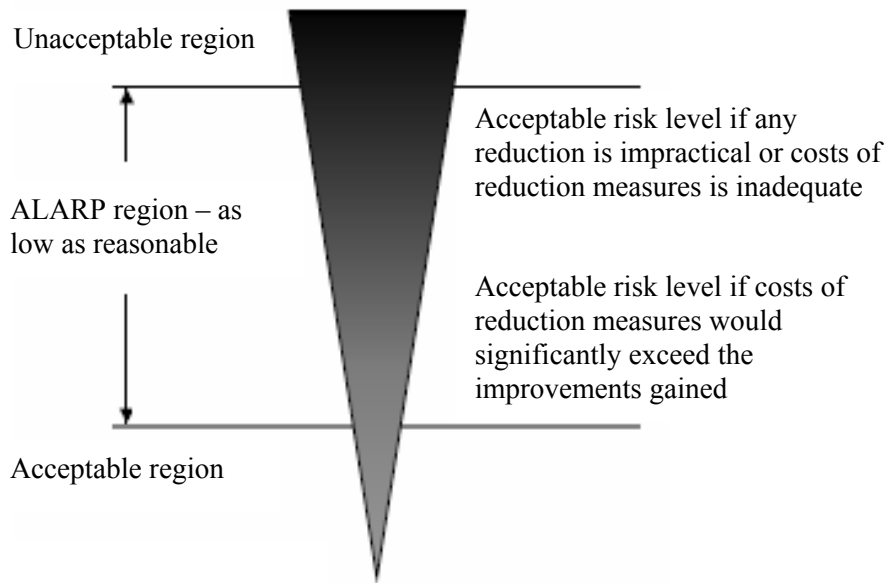 Unacceptable region
Acceptable risk level if any
reduction is impractical or costs of
reduction measures is inadequate
ALARP region – as
low as reasonable
Acceptable risk level if costs of
reduction measures would
significantly exceed the
improvements gained
Acceptable region